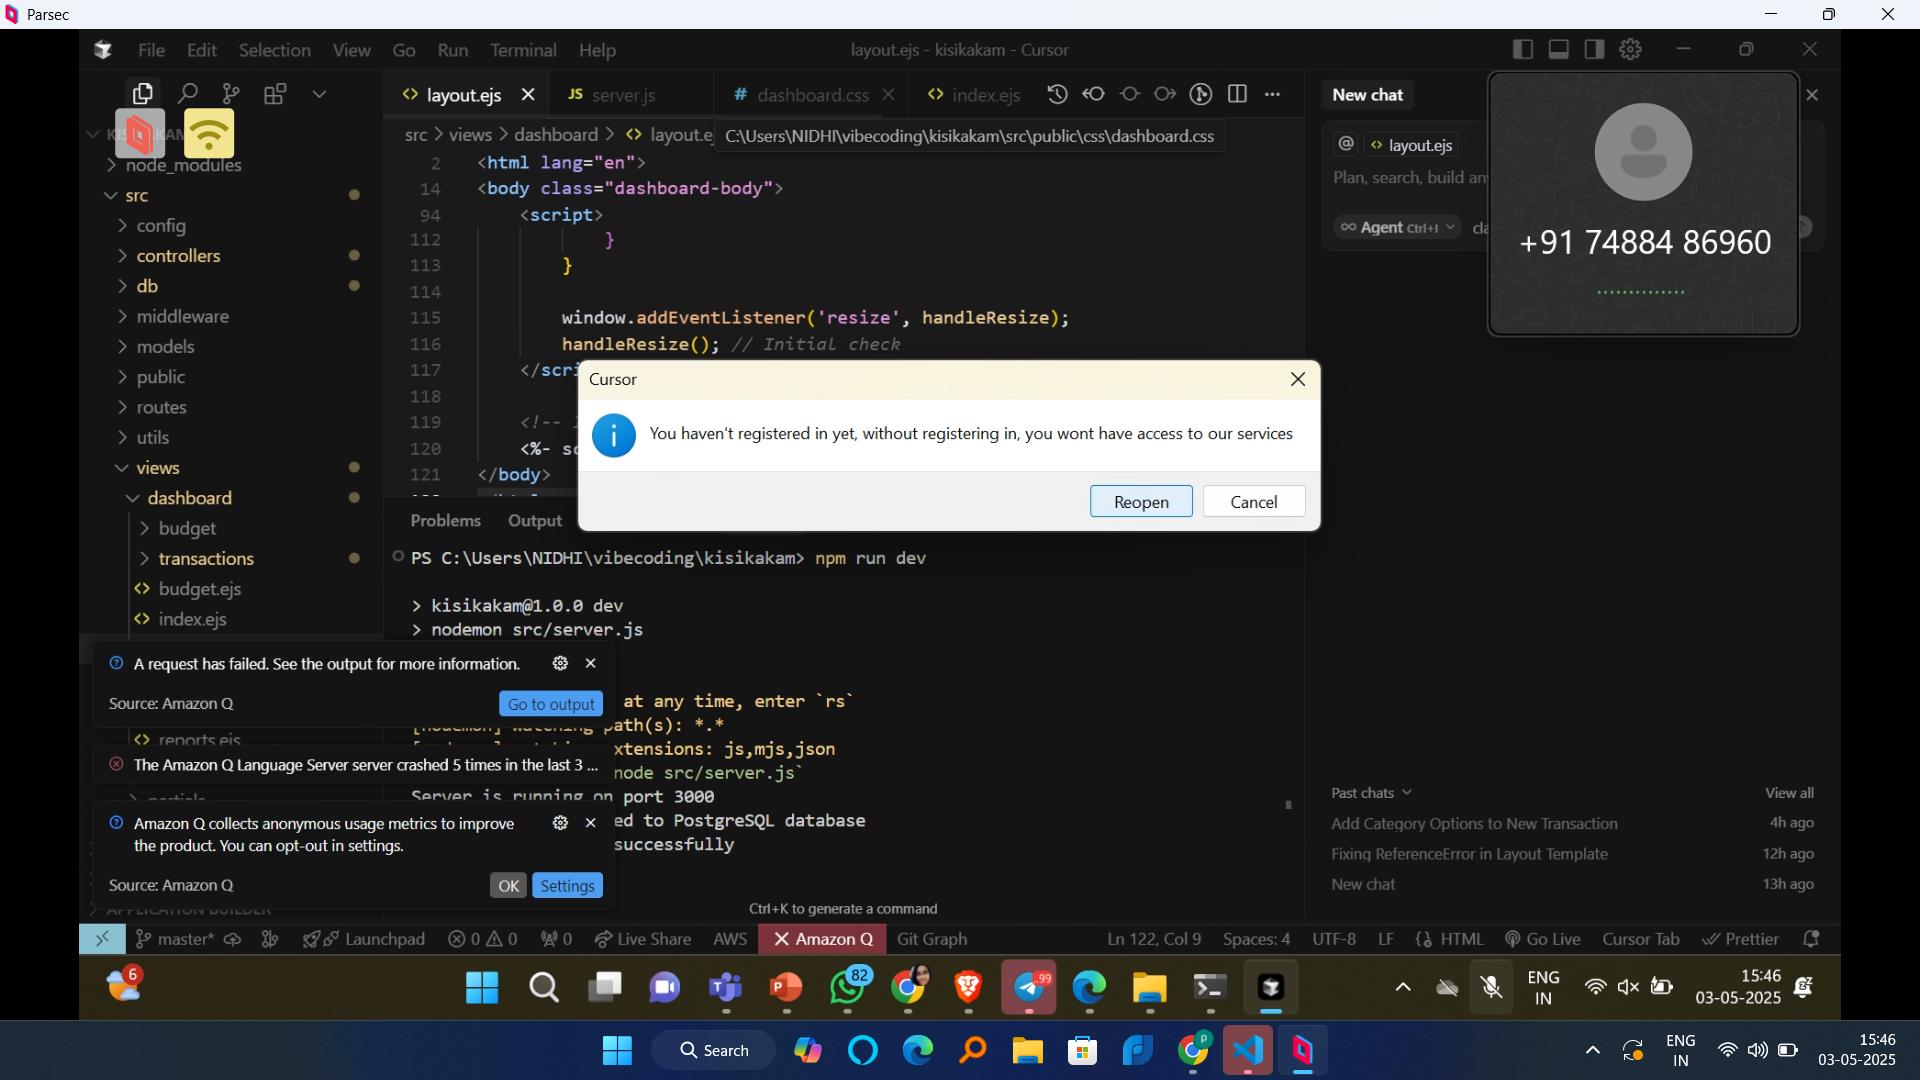 Parsec
File Edit Selection View Go Run Terminal Help
layout.ejs - kisikakam - Cursor
layout.ejs
JS server.js
# dashboard.css
index.ejs
src > views > dashboard > layout.e
C:\Users\NIDHI\vibecoding\kisikakam\src\public\css\dashboard.css
node_modules
src
config
controllers
db
middleware
models
public
routes
utils
views
dashboard
budget
transactions
budget.ejs
index.ejs
reports.ejs
2 <html lang="en">
14 <body class="dashboard-body">
94 <script>
112 }
113 }
114
115 window.addEventListener('resize', handleResize);
116 handleResize(); // Initial check
117 </scri
118
119 <!--
120 <%- sc
121 </body>
Cursor
You haven't registered in yet, without registering in, you wont have access to our services
Reopen
Cancel
Problems Output
PS C:\Users\NIDHI\vibecoding\kisikakam> npm run dev
> kisikakam@1.0.0 dev
> nodemon src/server.js
at any time, enter `rs`
path(s): *.*
xtensions: js,mjs,json
node src/server.js`
Server is running on port 3000
ed to PostgreSQL database
successfully
Ctrl+K to generate a command
A request has failed. See the output for more information.
Source: Amazon Q
Go to output
The Amazon Q Language Server server crashed 5 times in the last 3 ...
Amazon Q collects anonymous usage metrics to improve
the product. You can opt-out in settings.
Source: Amazon Q
OK
Settings
New chat
@ layout.ejs
Plan, search, build an
∞ Agent Ctrl+I
+91 74884 86960
Past chats
View all
Add Category Options to New Transaction 4h ago
Fixing ReferenceError in Layout Template 12h ago
New chat 13h ago
master* Launchpad 0 0 0 Live Share AWS Amazon Q Git Graph
Ln 122, Col 9 Spaces: 4 UTF-8 LF {} HTML Go Live Cursor Tab Prettier
6
82
.99
ENG
IN
15:46
03-05-2025
Search
ENG
IN
15:46
03-05-2025